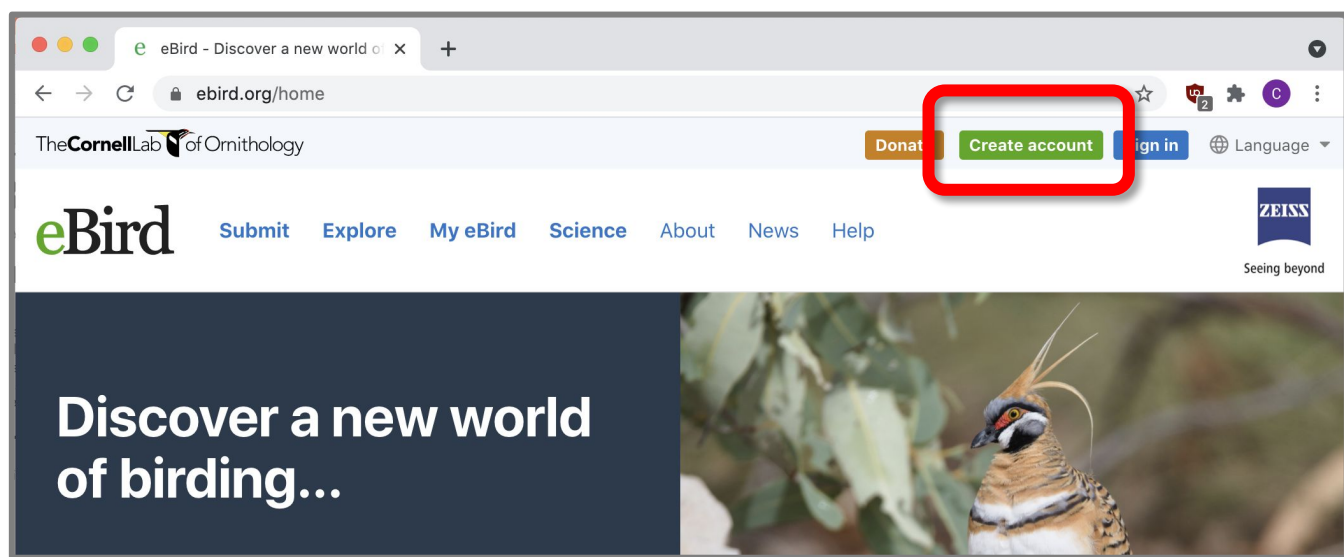 eBird - Discover a new world o
ebird.org/home
2
C
TheCornellLab of Ornithology
Donat
Create account
ign in
Language
eBird
Submit Explore My eBird Science About News Help
ZEISS
Seeing beyond
Discover a new world
of birding...